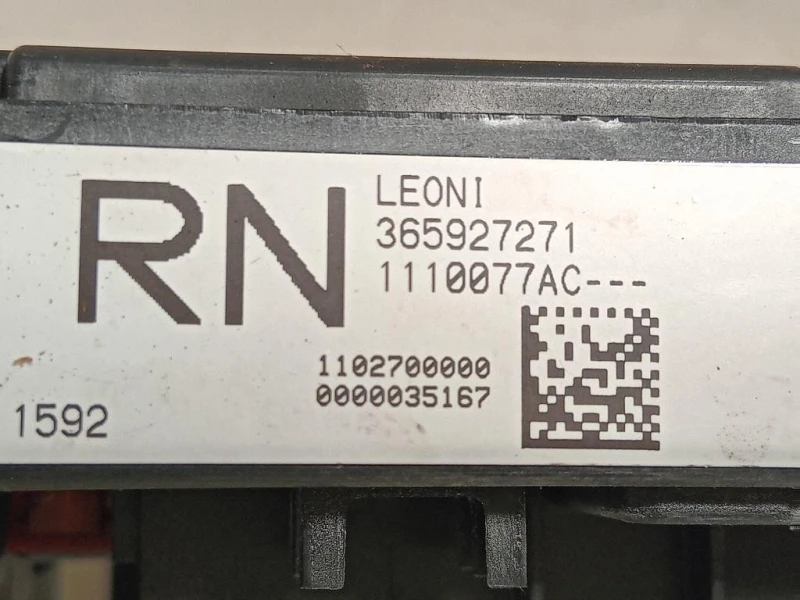 RN
LEONI
365927271
1110077AC---
1102700000
0000035167
1592